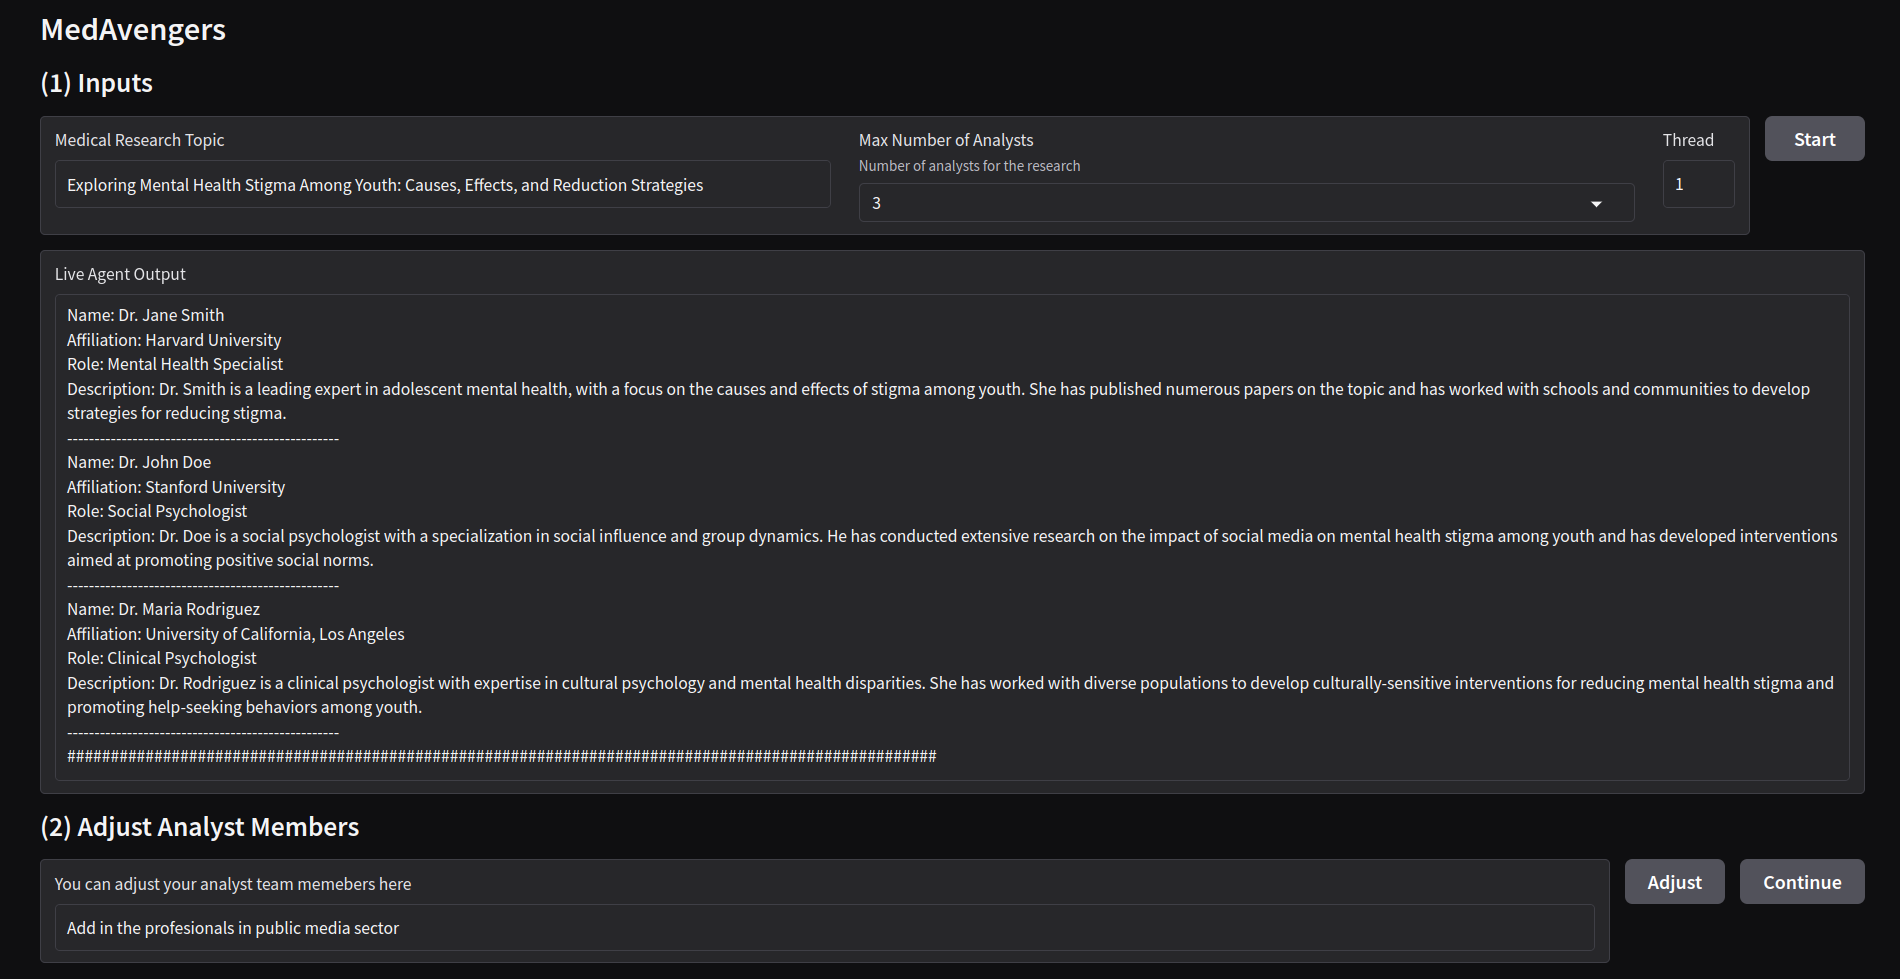 MedAvengers
(1) Inputs
Medical Research Topic
Exploring Mental Health Stigma Among Youth: Causes, Effects, and Reduction Strategies
Max Number of Analysts
Number of analysts for the research
3
Thread
1
Start
Live Agent Output
Name: Dr. Jane Smith
Affiliation: Harvard University
Role: Mental Health Specialist
Description: Dr. Smith is a leading expert in adolescent mental health, with a focus on the causes and effects of stigma among youth. She has published numerous papers on the topic and has worked with schools and communities to develop
strategies for reducing stigma.
--------------------------------------------------
Name: Dr. John Doe
Affiliation: Stanford University
Role: Social Psychologist
Description: Dr. Doe is a social psychologist with a specialization in social influence and group dynamics. He has conducted extensive research on the impact of social media on mental health stigma among youth and has developed interventions
aimed at promoting positive social norms.
--------------------------------------------------
Name: Dr. Maria Rodriguez
Affiliation: University of California, Los Angeles
Role: Clinical Psychologist
Description: Dr. Rodriguez is a clinical psychologist with expertise in cultural psychology and mental health disparities. She has worked with diverse populations to develop culturally-sensitive interventions for reducing mental health stigma and
promoting help-seeking behaviors among youth.
--------------------------------------------------
####################################################################################################
(2) Adjust Analyst Members
You can adjust your analyst team memebers here
Add in the profesionals in public media sector
Adjust
Continue